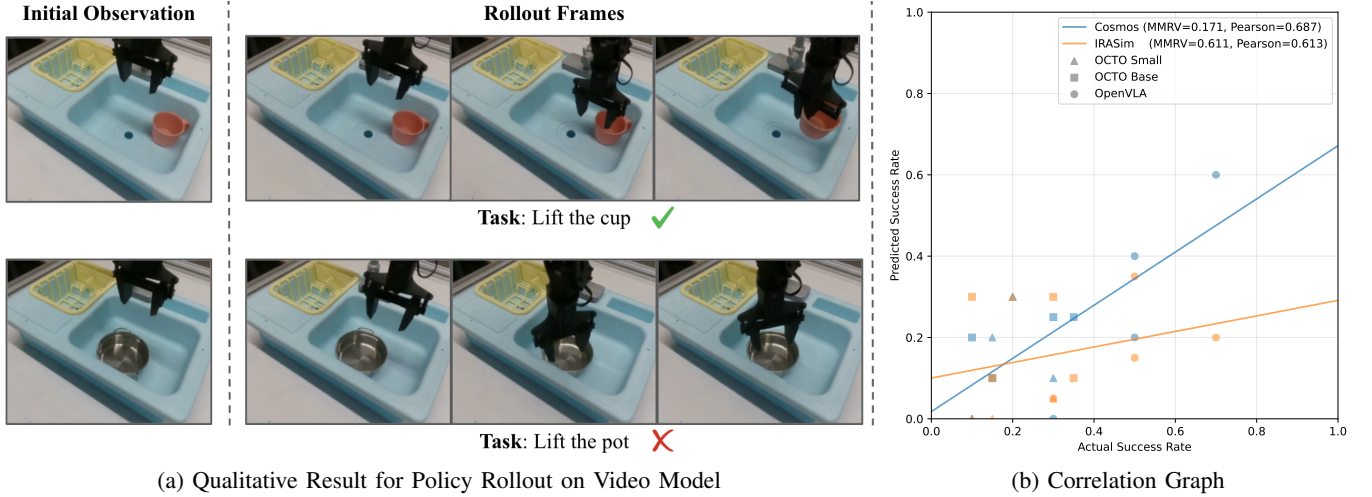 Initial Observation
Rollout Frames
Task: Lift the cup
Task: Lift the pot
(a) Qualitative Result for Policy Rollout on Video Model
Cosmos (MMRV=0.171, Pearson=0.687)
IRASim (MMRV=0.611, Pearson=0.613)
OCTO Small
OCTO Base
OpenVLA
Predicted Success Rate
1.0
0.8
0.6
0.4
0.2
0.0
0.0 0.2 0.4 0.6 0.8 1.0
Actual Success Rate
(b) Correlation Graph